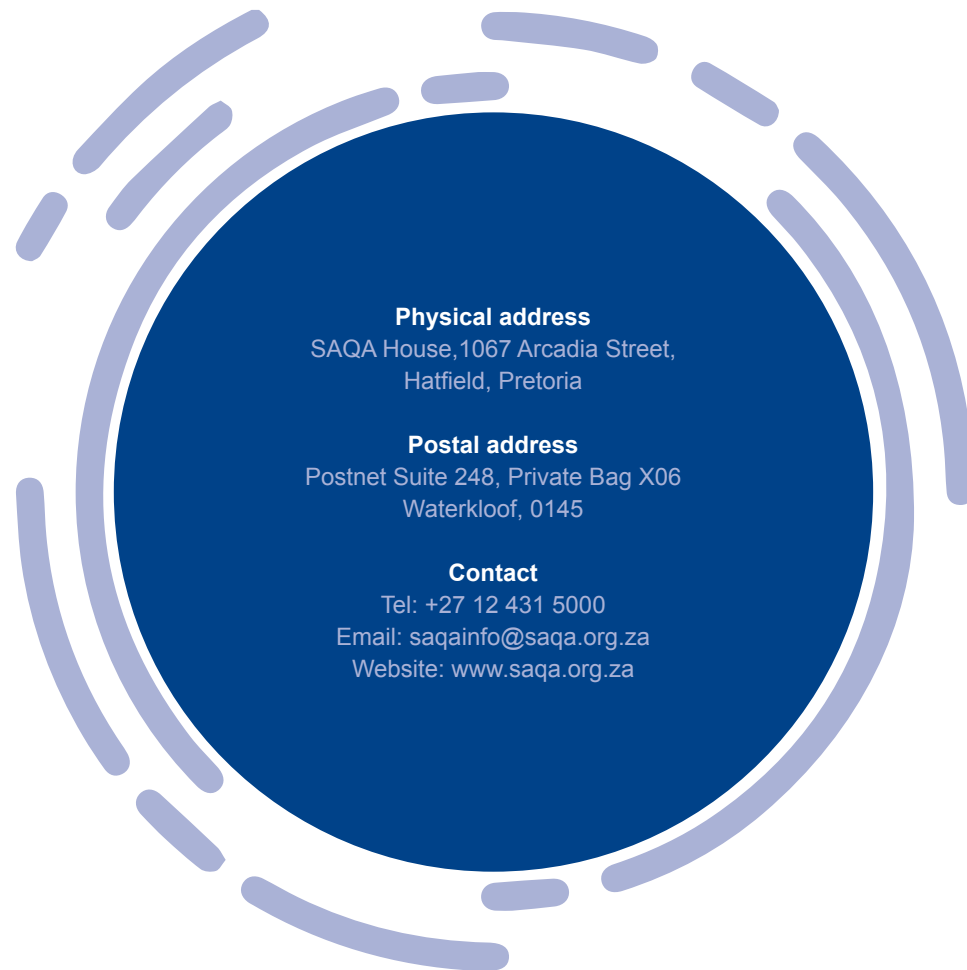 Physical address
SAQA House,1067 Arcadia Street,
Hatfield, Pretoria
Postal address
Postnet Suite 248, Private Bag X06
Waterkloof, 0145
Contact
Tel: +27 12 431 5000
Email: saqainfo@saqa.org.za
Website: www.saqa.org.za